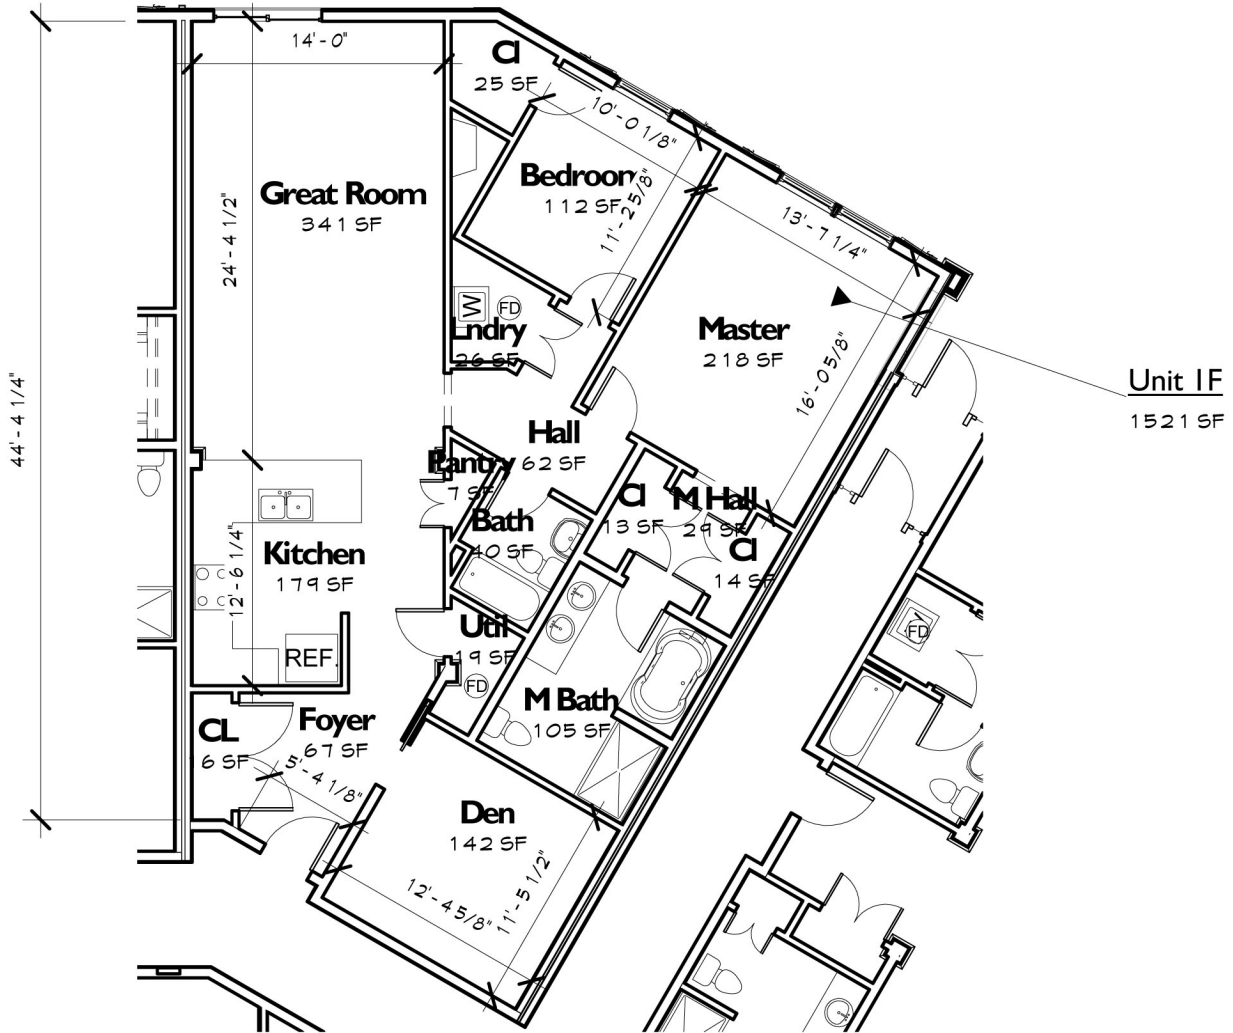 14'-0"
Cl
25 SF
10'-0 1/8"
Bedroom
112 SF
11'-2 5/8"
Great Room
341 SF
24'-4 1/2"
13'-7 1/4"
W
FD
Lndry
26 SF
Master
218 SF
16'-0 5/8"
Unit 1F
1521 SF
44'-4 1/4"
Hall
62 SF
Pantry
7 SF
Cl
13 SF
M Hall
29 SF
Bath
40 SF
Cl
14 SF
Kitchen
179 SF
12'-6 1/4"
REF.
Util
19 SF
FD
FD
M Bath
105 SF
CL
6 SF
Foyer
67 SF
5'-4 1/8"
Den
142 SF
12'-4 5/8"
11'-5 1/2"